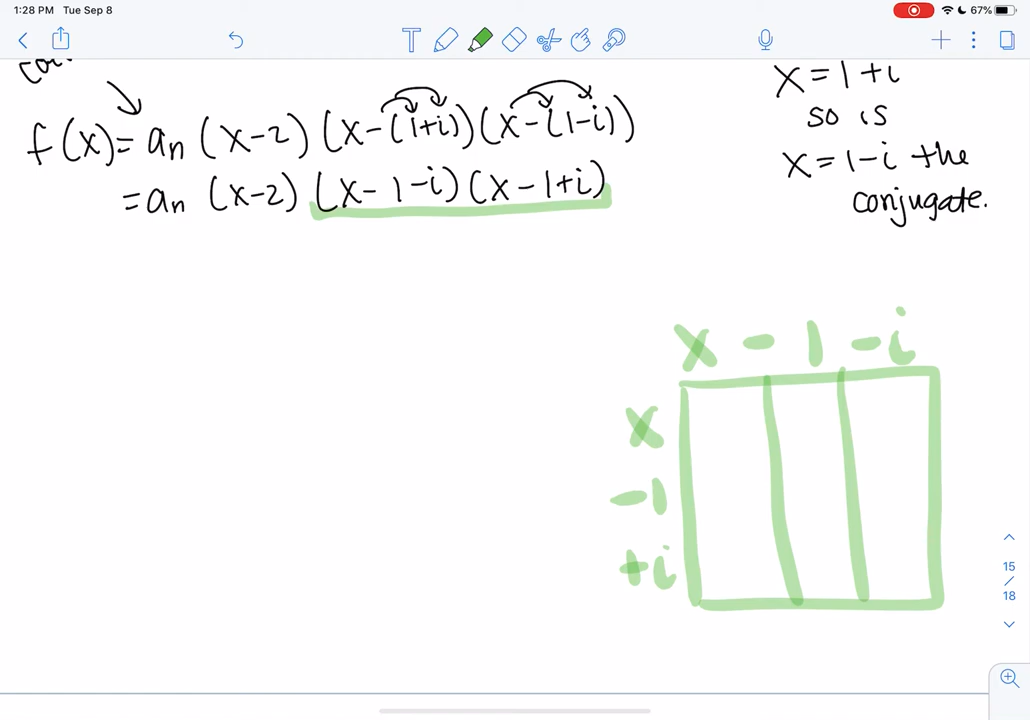 1:28 PM Tue Sep 8
67%
T
x = 1 + i
so is
x = 1 - i the
conjugate.
f(x) = aₙ (x-2) (x-(1+i)) (x-(1-i))
= aₙ (x-2) (x-1-i) (x-1+i)
x - 1 - i
x
-1
+i
15
/
18